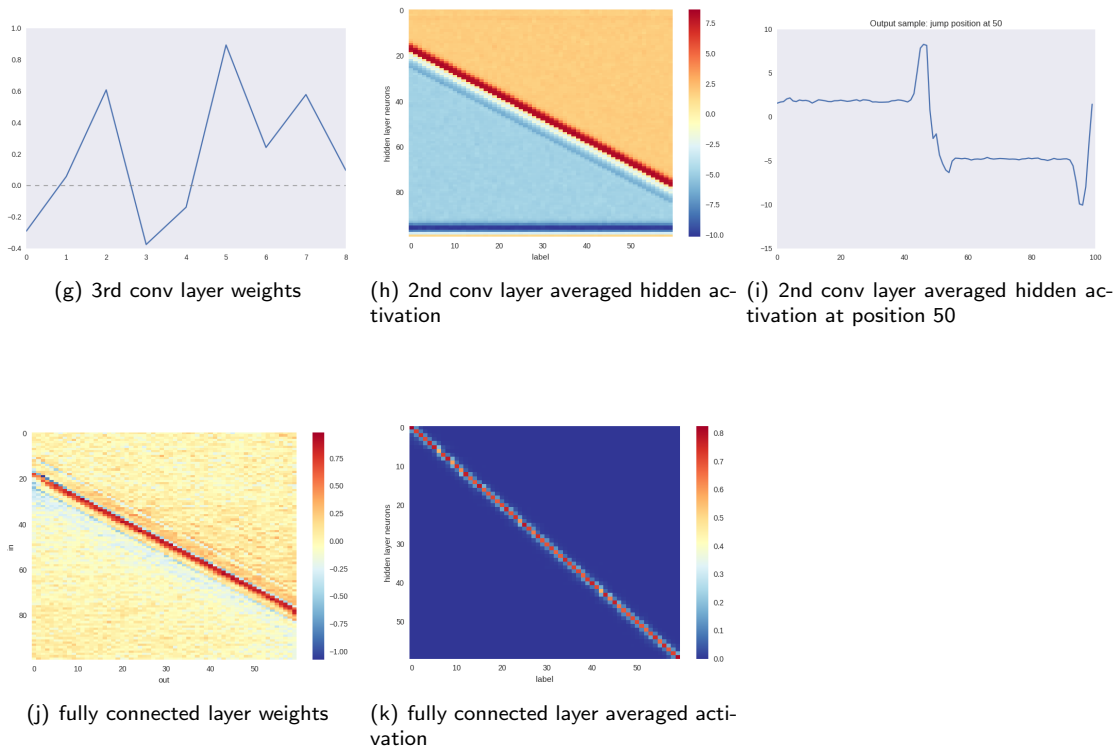 1.0
0.8
0.6
0.4
0.2
0.0
−0.2
−0.4
0 1 2 3 4 5 6 7 8
(g) 3rd conv layer weights
0
20
40
60
80
hidden layer neurons
0 10 20 30 40 50
label
7.5
5.0
2.5
0.0
−2.5
−5.0
−7.5
−10.0
(h) 2nd conv layer averaged hidden ac-
tivation
Output sample: jump position at 50
10
5
0
−5
−10
−15
0 20 40 60 80 100
(i) 2nd conv layer averaged hidden ac-
tivation at position 50
0
20
40
60
80
in
0 10 20 30 40 50
out
0.75
0.50
0.25
0.00
−0.25
−0.50
−0.75
−1.00
(j) fully connected layer weights
0
10
20
30
40
50
hidden layer neurons
0 10 20 30 40 50
label
0.8
0.7
0.6
0.5
0.4
0.3
0.2
0.1
0.0
(k) fully connected layer averaged acti-
vation